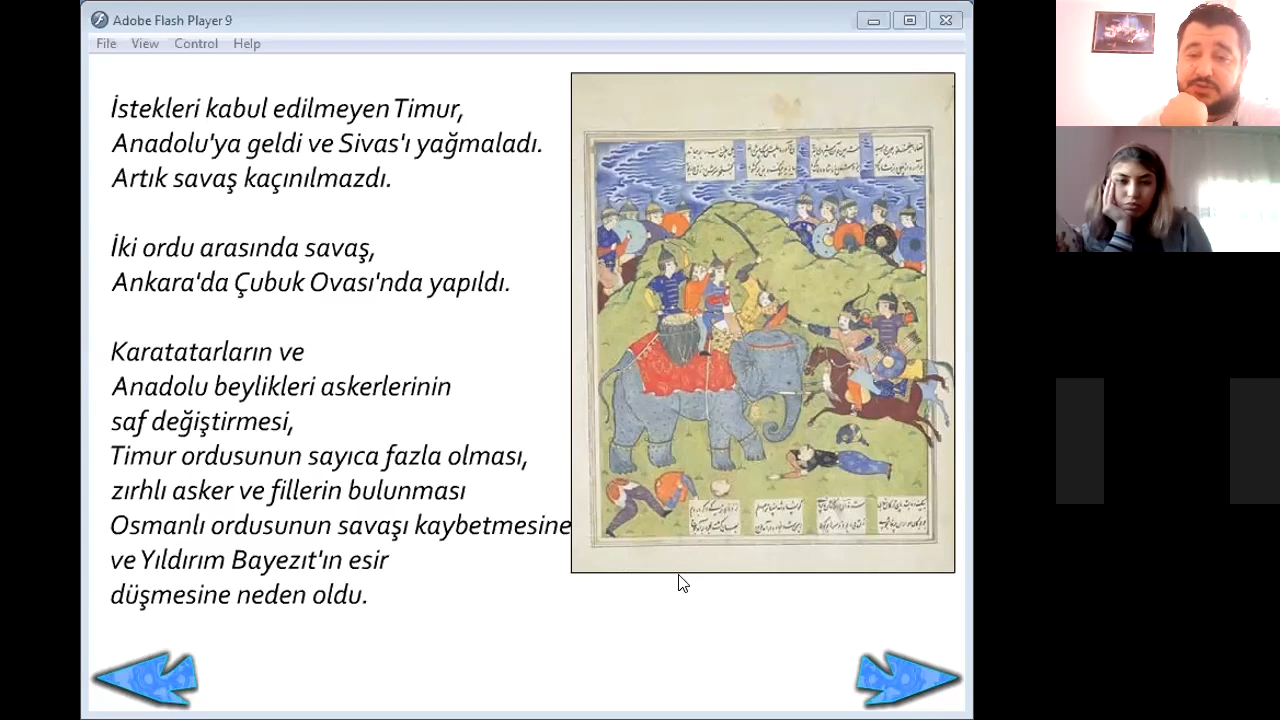 Adobe Flash Player 9
File View Control Help
İstekleri kabul edilmeyen Timur,
Anadolu'ya geldi ve Sivas'ı yağmaladı.
Artık savaş kaçınılmazdı.
İki ordu arasında savaş,
Ankara'da Çubuk Ovası'nda yapıldı.
Karatatarların ve
Anadolu beylikleri askerlerinin
saf değiştirmesi,
Timur ordusunun sayıca fazla olması,
zırhlı asker ve fillerin bulunması
Osmanlı ordusunun savaşı kaybetmesine
ve Yıldırım Bayezıt'ın esir
düşmesine neden oldu.